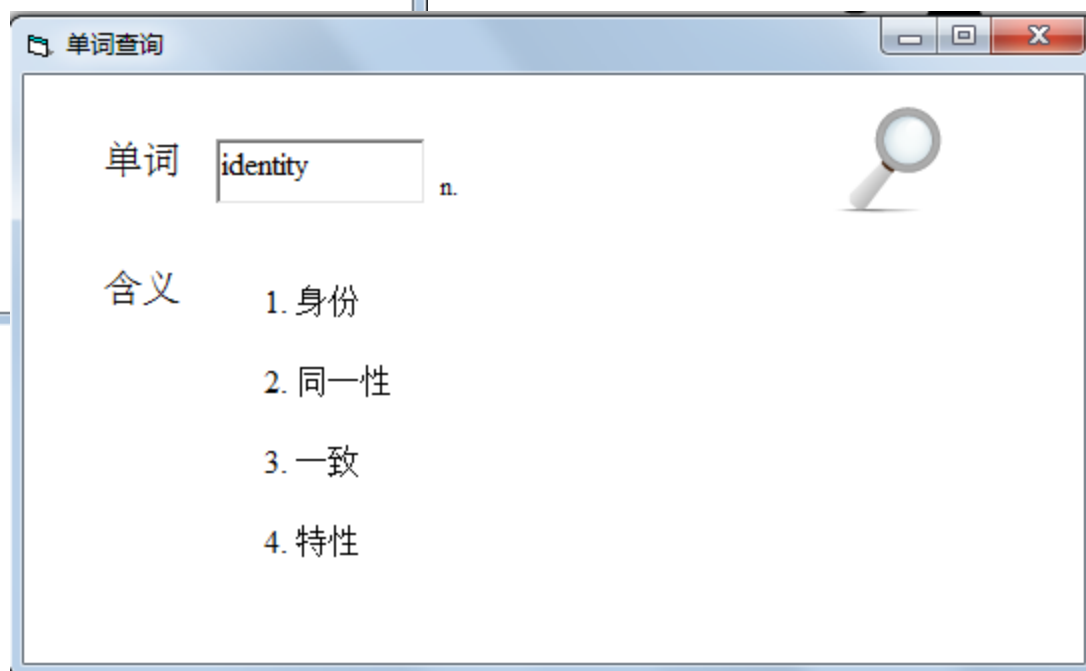 单词查询
单词 identity n.
含义 1. 身份
2. 同一性
3. 一致
4. 特性